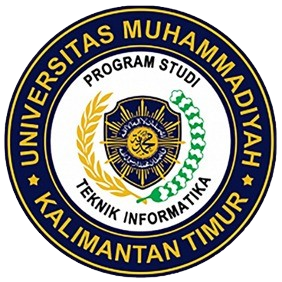 UNIVERSITAS MUHAMMADIYAH
KALIMANTAN TIMUR
PROGRAM STUDI
TEKNIK INFORMATIKA